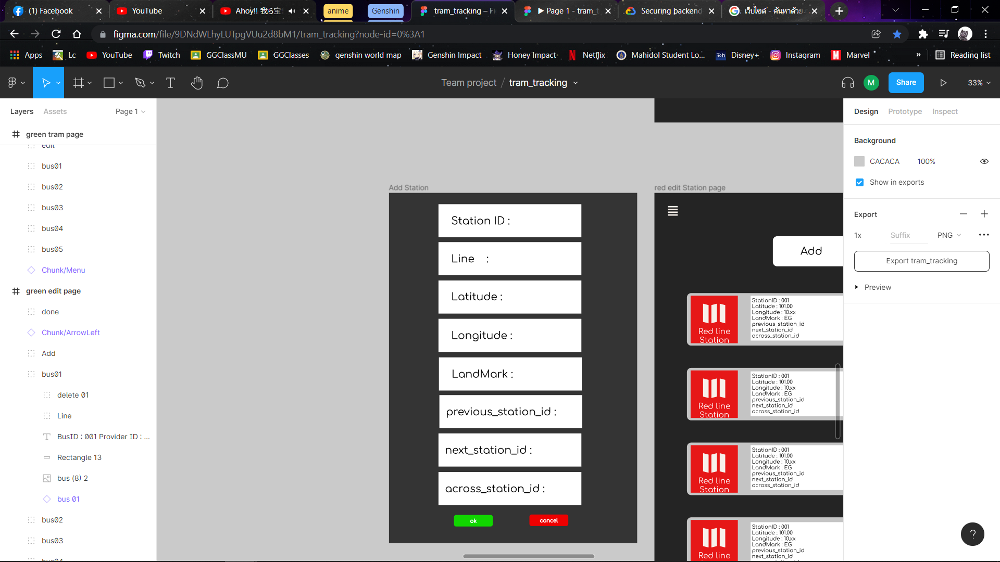 (1) Facebook
YouTube
Ahoy!! 我ら宝
anime
Genshin
tram_tracking – Fi
▶ Page 1 - tram_t
Securing backend
เว็บไซต์ - ค้นหาด้วย
figma.com/file/9DNdWLhyLUTpgVUu2d8bM1/tram_tracking?node-id=0%3A1
Apps
Lc
YouTube
Twitch
GGClassMU
GGClasses
genshin world map
Genshin Impact
Honey Impact
Netflix
Mahidol Student Lo...
Disney+
Instagram
Marvel
»
Reading list
Team project / tram_tracking
M
Share
33%
Layers
Assets
Page 1
green tram page
edit
bus01
bus02
bus03
bus04
bus05
Chunk/Menu
green edit page
done
Chunk/ArrowLeft
Add
bus01
delete 01
Line
BusID : 001 Provider ID : ...
Rectangle 13
bus (8) 2
bus 01
bus02
bus03
bus04
Add Station
Station ID :
Line :
Latitude :
Longitude :
LandMark :
previous_station_id :
next_station_id :
across_station_id :
ok
cancel
red edit Station page
Add
Red line
Station
StationID : 001
Latitude : 101.00
Longitude : 10.xx
LandMark : EG
previous_station_id
next_station_id
across_station_id
Red line
Station
StationID : 001
Latitude : 101.00
Longitude : 10.xx
LandMark : EG
previous_station_id
next_station_id
across_station_id
Red line
Station
StationID : 001
Latitude : 101.00
Longitude : 10.xx
LandMark : EG
previous_station_id
next_station_id
across_station_id
Red line
StationID : 001
Latitude : 101.00
Longitude : 10.xx
LandMark : EG
previous_station_id
next_station_id
Design
Prototype
Inspect
Background
CACACA
100%
Show in exports
Export
1x
Suffix
PNG
Export tram_tracking
Preview
?